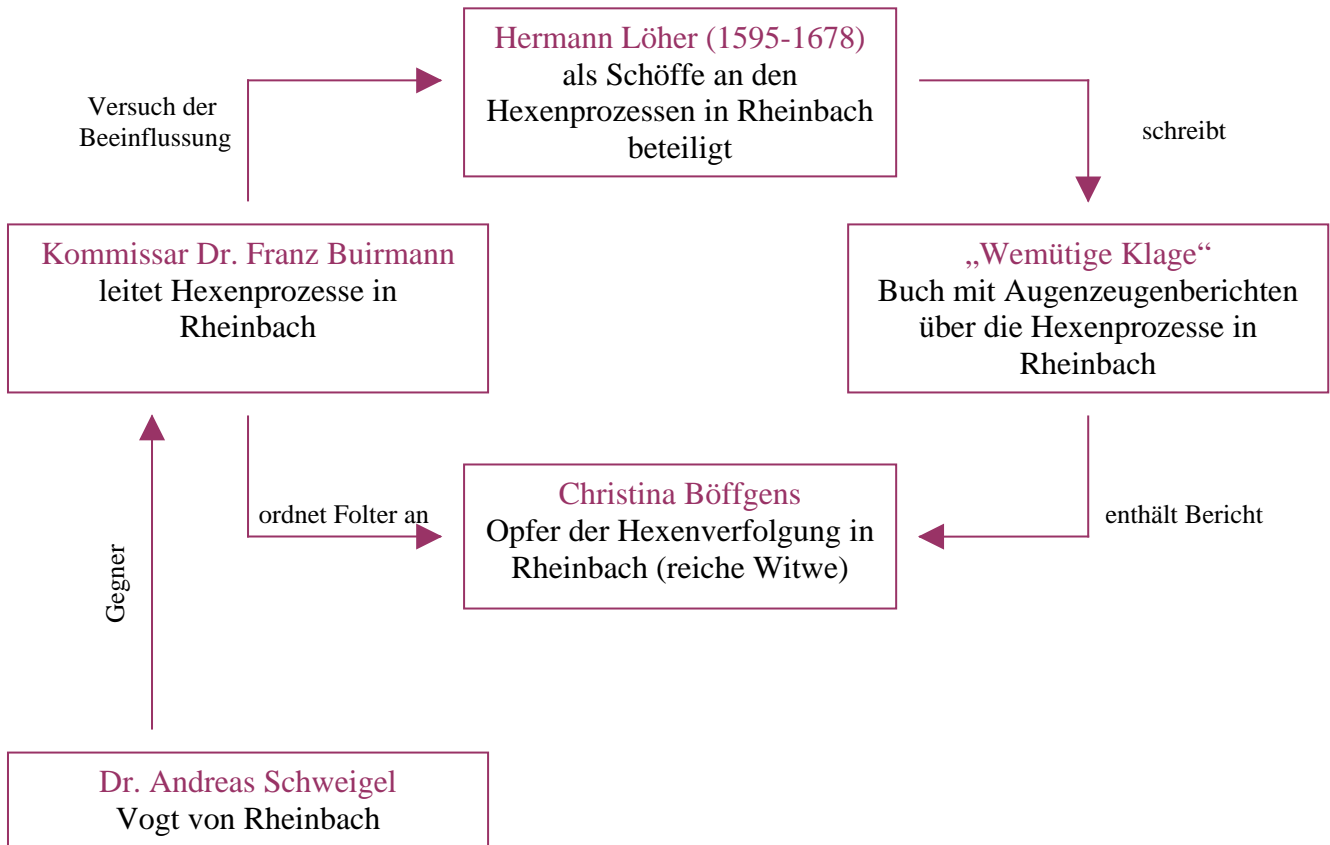 Hermann Löher (1595-1678)
als Schöffe an den
Hexenprozessen in Rheinbach
beteiligt
Versuch der
Beeinflussung
schreibt
Kommissar Dr. Franz Buirmann
leitet Hexenprozesse in
Rheinbach
„Wemütige Klage“
Buch mit Augenzeugenberichten
über die Hexenprozesse in
Rheinbach
Christina Böffgens
Opfer der Hexenverfolgung in
Rheinbach (reiche Witwe)
ordnet Folter an
enthält Bericht
Gegner
Dr. Andreas Schweigel
Vogt von Rheinbach